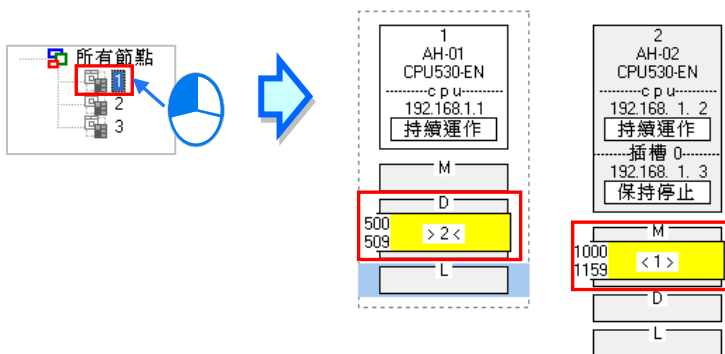 所有節點
1
2
3
1
AH-01
CPU530-EN
--------c p u--------
192.168.1.1
持續運作
M
D
500
509
> 2 <
L
2
AH-02
CPU530-EN
--------c p u--------
192.168. 1. 2
持續運作
--------插槽 0--------
192.168. 1. 3
保持停止
M
1000
1159
< 1 >
D
L